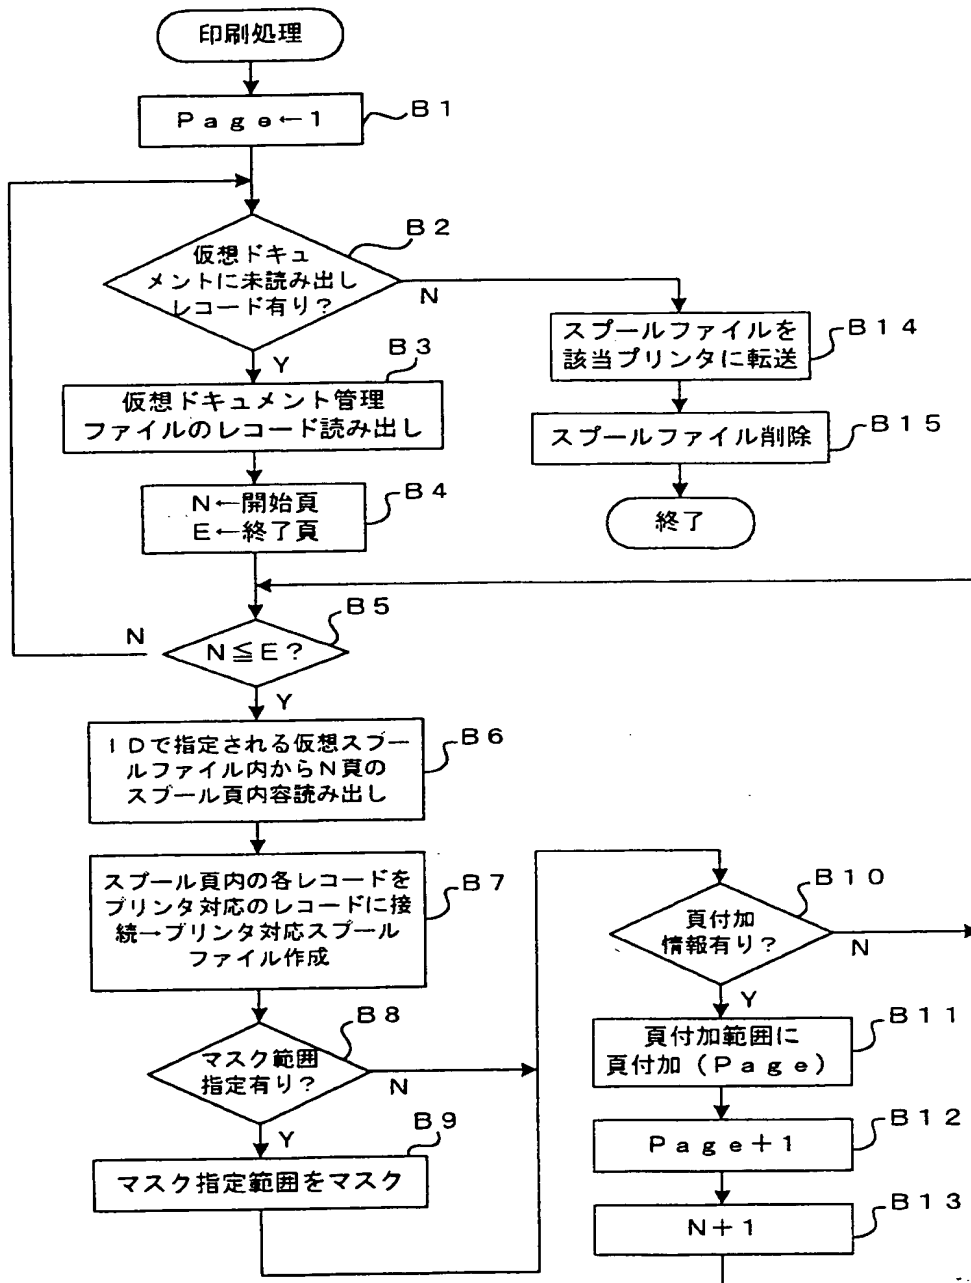 印刷処理
Page←1
B1
仮想ドキュ
メントに未読み出し
レコード有り?
B2
N
Y
スプールファイルを
該当プリンタに転送
B14
B3
仮想ドキュメント管理
ファイルのレコード読み出し
スプールファイル削除
B15
N←開始頁
E←終了頁
B4
終了
N≦E?
B5
N
Y
IDで指定される仮想スプー
ルファイル内からN頁の
スプール頁内容読み出し
B6
スプール頁内の各レコードを
プリンタ対応のレコードに接
続→プリンタ対応スプール
ファイル作成
B7
マスク範囲
指定有り?
B8
N
Y
B9
マスク指定範囲をマスク
頁付加
情報有り?
B10
N
Y
頁付加範囲に
頁付加(Page)
B11
Page+1
B12
N+1
B13